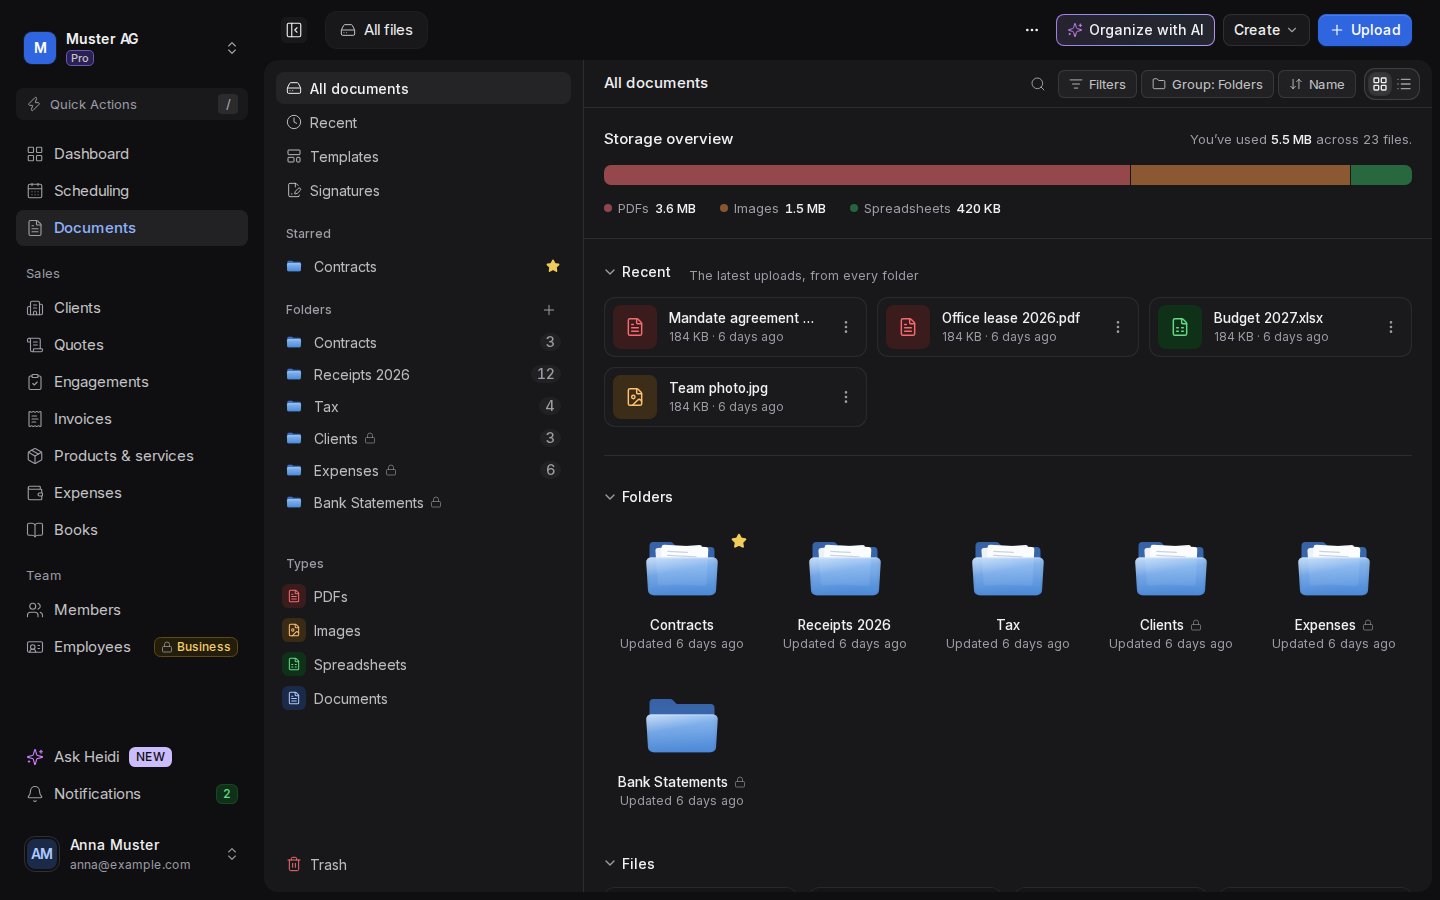 M
Muster AG
Pro
Quick Actions
/
Dashboard
Scheduling
Documents
Sales
Clients
Quotes
Engagements
Invoices
Products & services
Expenses
Books
Team
Members
Employees
Business
Ask Heidi
NEW
Notifications
2
AM
Anna Muster
anna@example.com
All files
Organize with AI
Create
Upload
All documents
Recent
Templates
Signatures
Starred
Contracts
Folders
Contracts
3
Receipts 2026
12
Tax
4
Clients
3
Expenses
6
Bank Statements
Types
PDFs
Images
Spreadsheets
Documents
Trash
All documents
Filters
Group: Folders
Name
Storage overview
You've used 5.5 MB across 23 files.
PDFs 3.6 MB
Images 1.5 MB
Spreadsheets 420 KB
Recent
The latest uploads, from every folder
Mandate agreement ...
184 KB · 6 days ago
Office lease 2026.pdf
184 KB · 6 days ago
Budget 2027.xlsx
184 KB · 6 days ago
Team photo.jpg
184 KB · 6 days ago
Folders
Contracts
Updated 6 days ago
Receipts 2026
Updated 6 days ago
Tax
Updated 6 days ago
Clients
Updated 6 days ago
Expenses
Updated 6 days ago
Bank Statements
Updated 6 days ago
Files